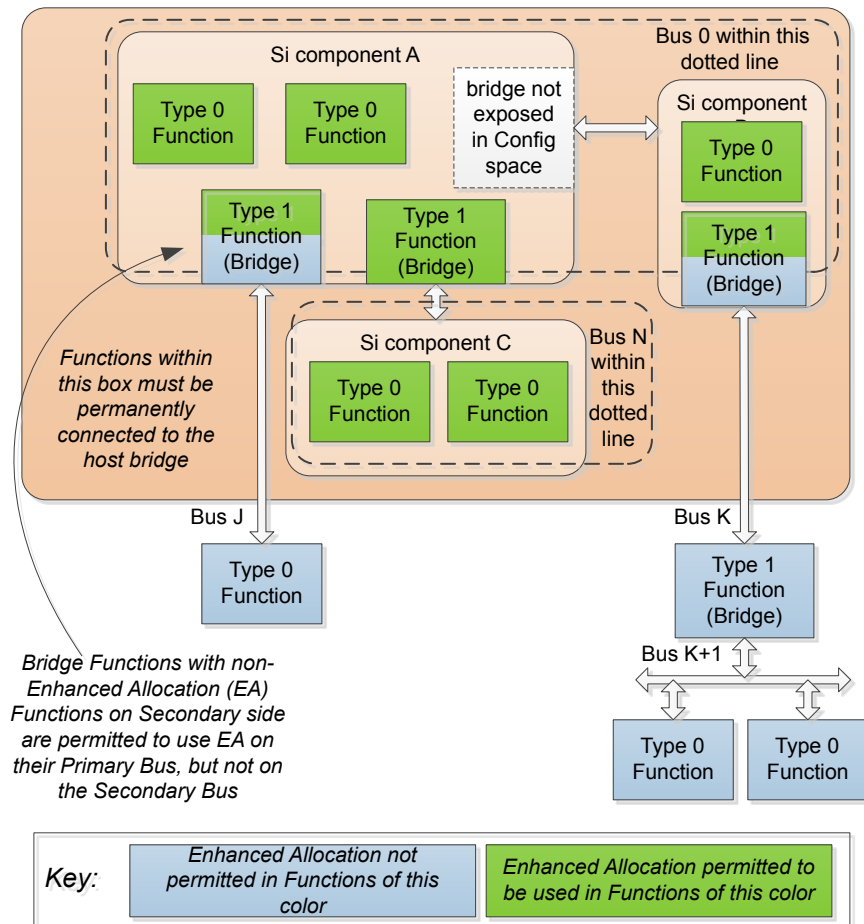 Si component A
Bus 0 within this
dotted line
Type 0
Function
Type 0
Function
bridge not
exposed
in Config
space
Si component
Type 0
Function
Type 1
Function
(Bridge)
Type 1
Function
(Bridge)
Type 1
Function
(Bridge)
Functions within
this box must be
permanently
connected to the
host bridge
Si component C
Type 0
Function
Type 0
Function
Bus N
within
this
dotted
line
Bus J
Bus K
Type 0
Function
Type 1
Function
(Bridge)
Bus K+1
Type 0
Function
Type 0
Function
Bridge Functions with non-
Enhanced Allocation (EA)
Functions on Secondary side
are permitted to use EA on
their Primary Bus, but not on
the Secondary Bus
Key:
Enhanced Allocation not
permitted in Functions of this
color
Enhanced Allocation permitted to
be used in Functions of this color